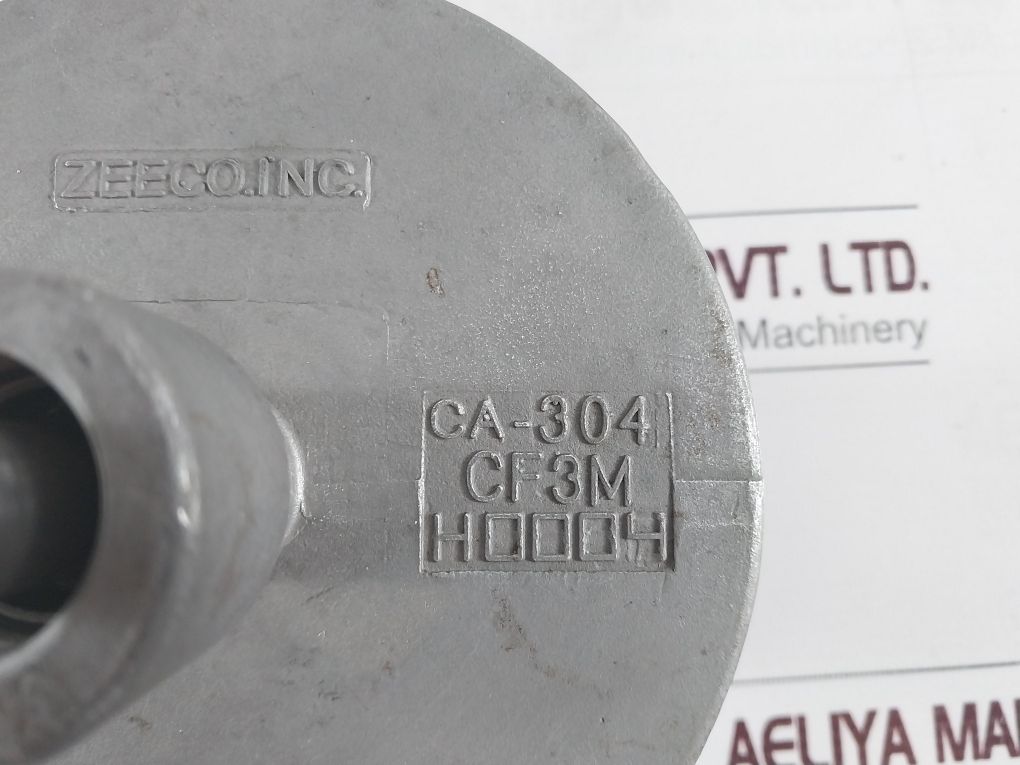 ZEECO.INC.
PVT. LTD.
Machinery
CA-304
CF3M
H0004
AELIYA MA